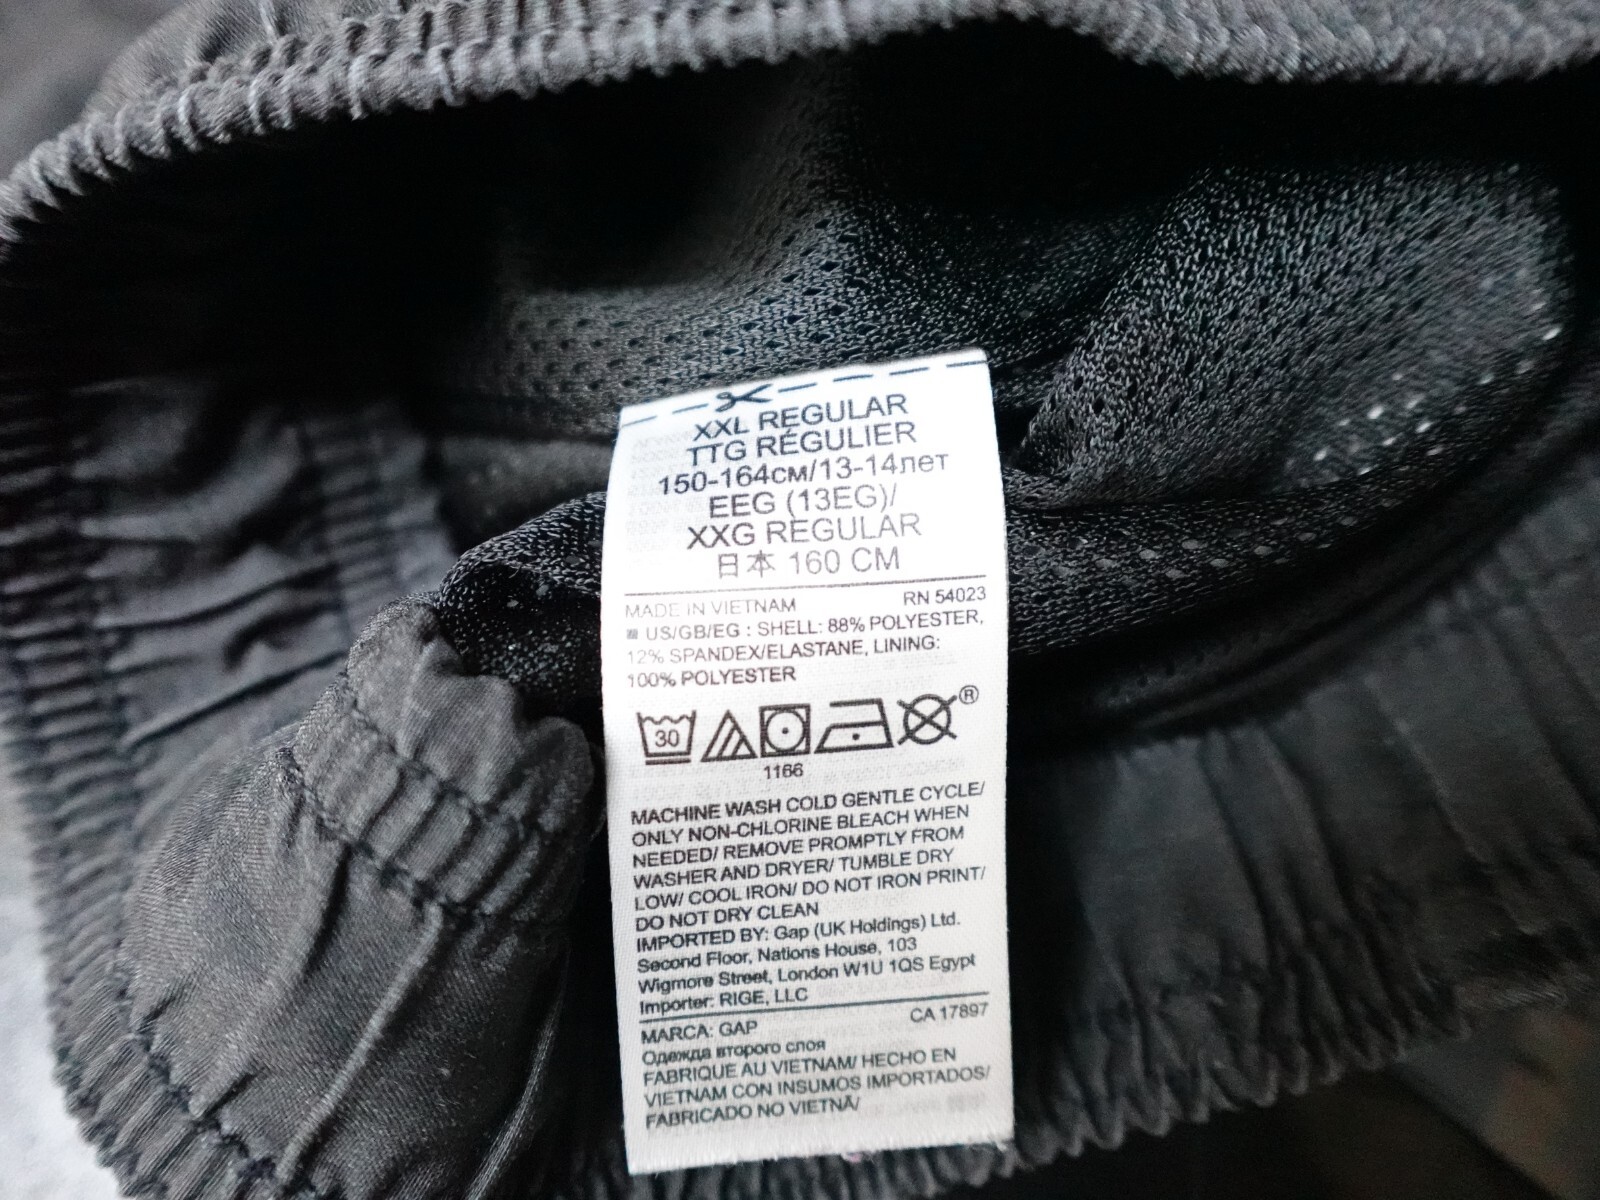 XXL REGULAR
TTG RÉGULIER
150-164см/13-14лет
EEG (13EG)/
XXG REGULAR
日本 160 CM
MADE IN VIETNAM RN 54023
US/GB/EG : SHELL: 88% POLYESTER,
12% SPANDEX/ELASTANE, LINING:
100% POLYESTER
30 ®
1166
MACHINE WASH COLD GENTLE CYCLE/
ONLY NON-CHLORINE BLEACH WHEN
NEEDED/ REMOVE PROMPTLY FROM
WASHER AND DRYER/ TUMBLE DRY
LOW/ COOL IRON/ DO NOT IRON PRINT/
DO NOT DRY CLEAN
IMPORTED BY: Gap (UK Holdings) Ltd.
Second Floor, Nations House, 103
Wigmore Street, London W1U 1QS Egypt
Importer: RIGE, LLC
MARCA: GAP CA 17897
Одежда второго слоя
FABRIQUE AU VIETNAM/ HECHO EN
VIETNAM CON INSUMOS IMPORTADOS/
FABRICADO NO VIETNÃ/